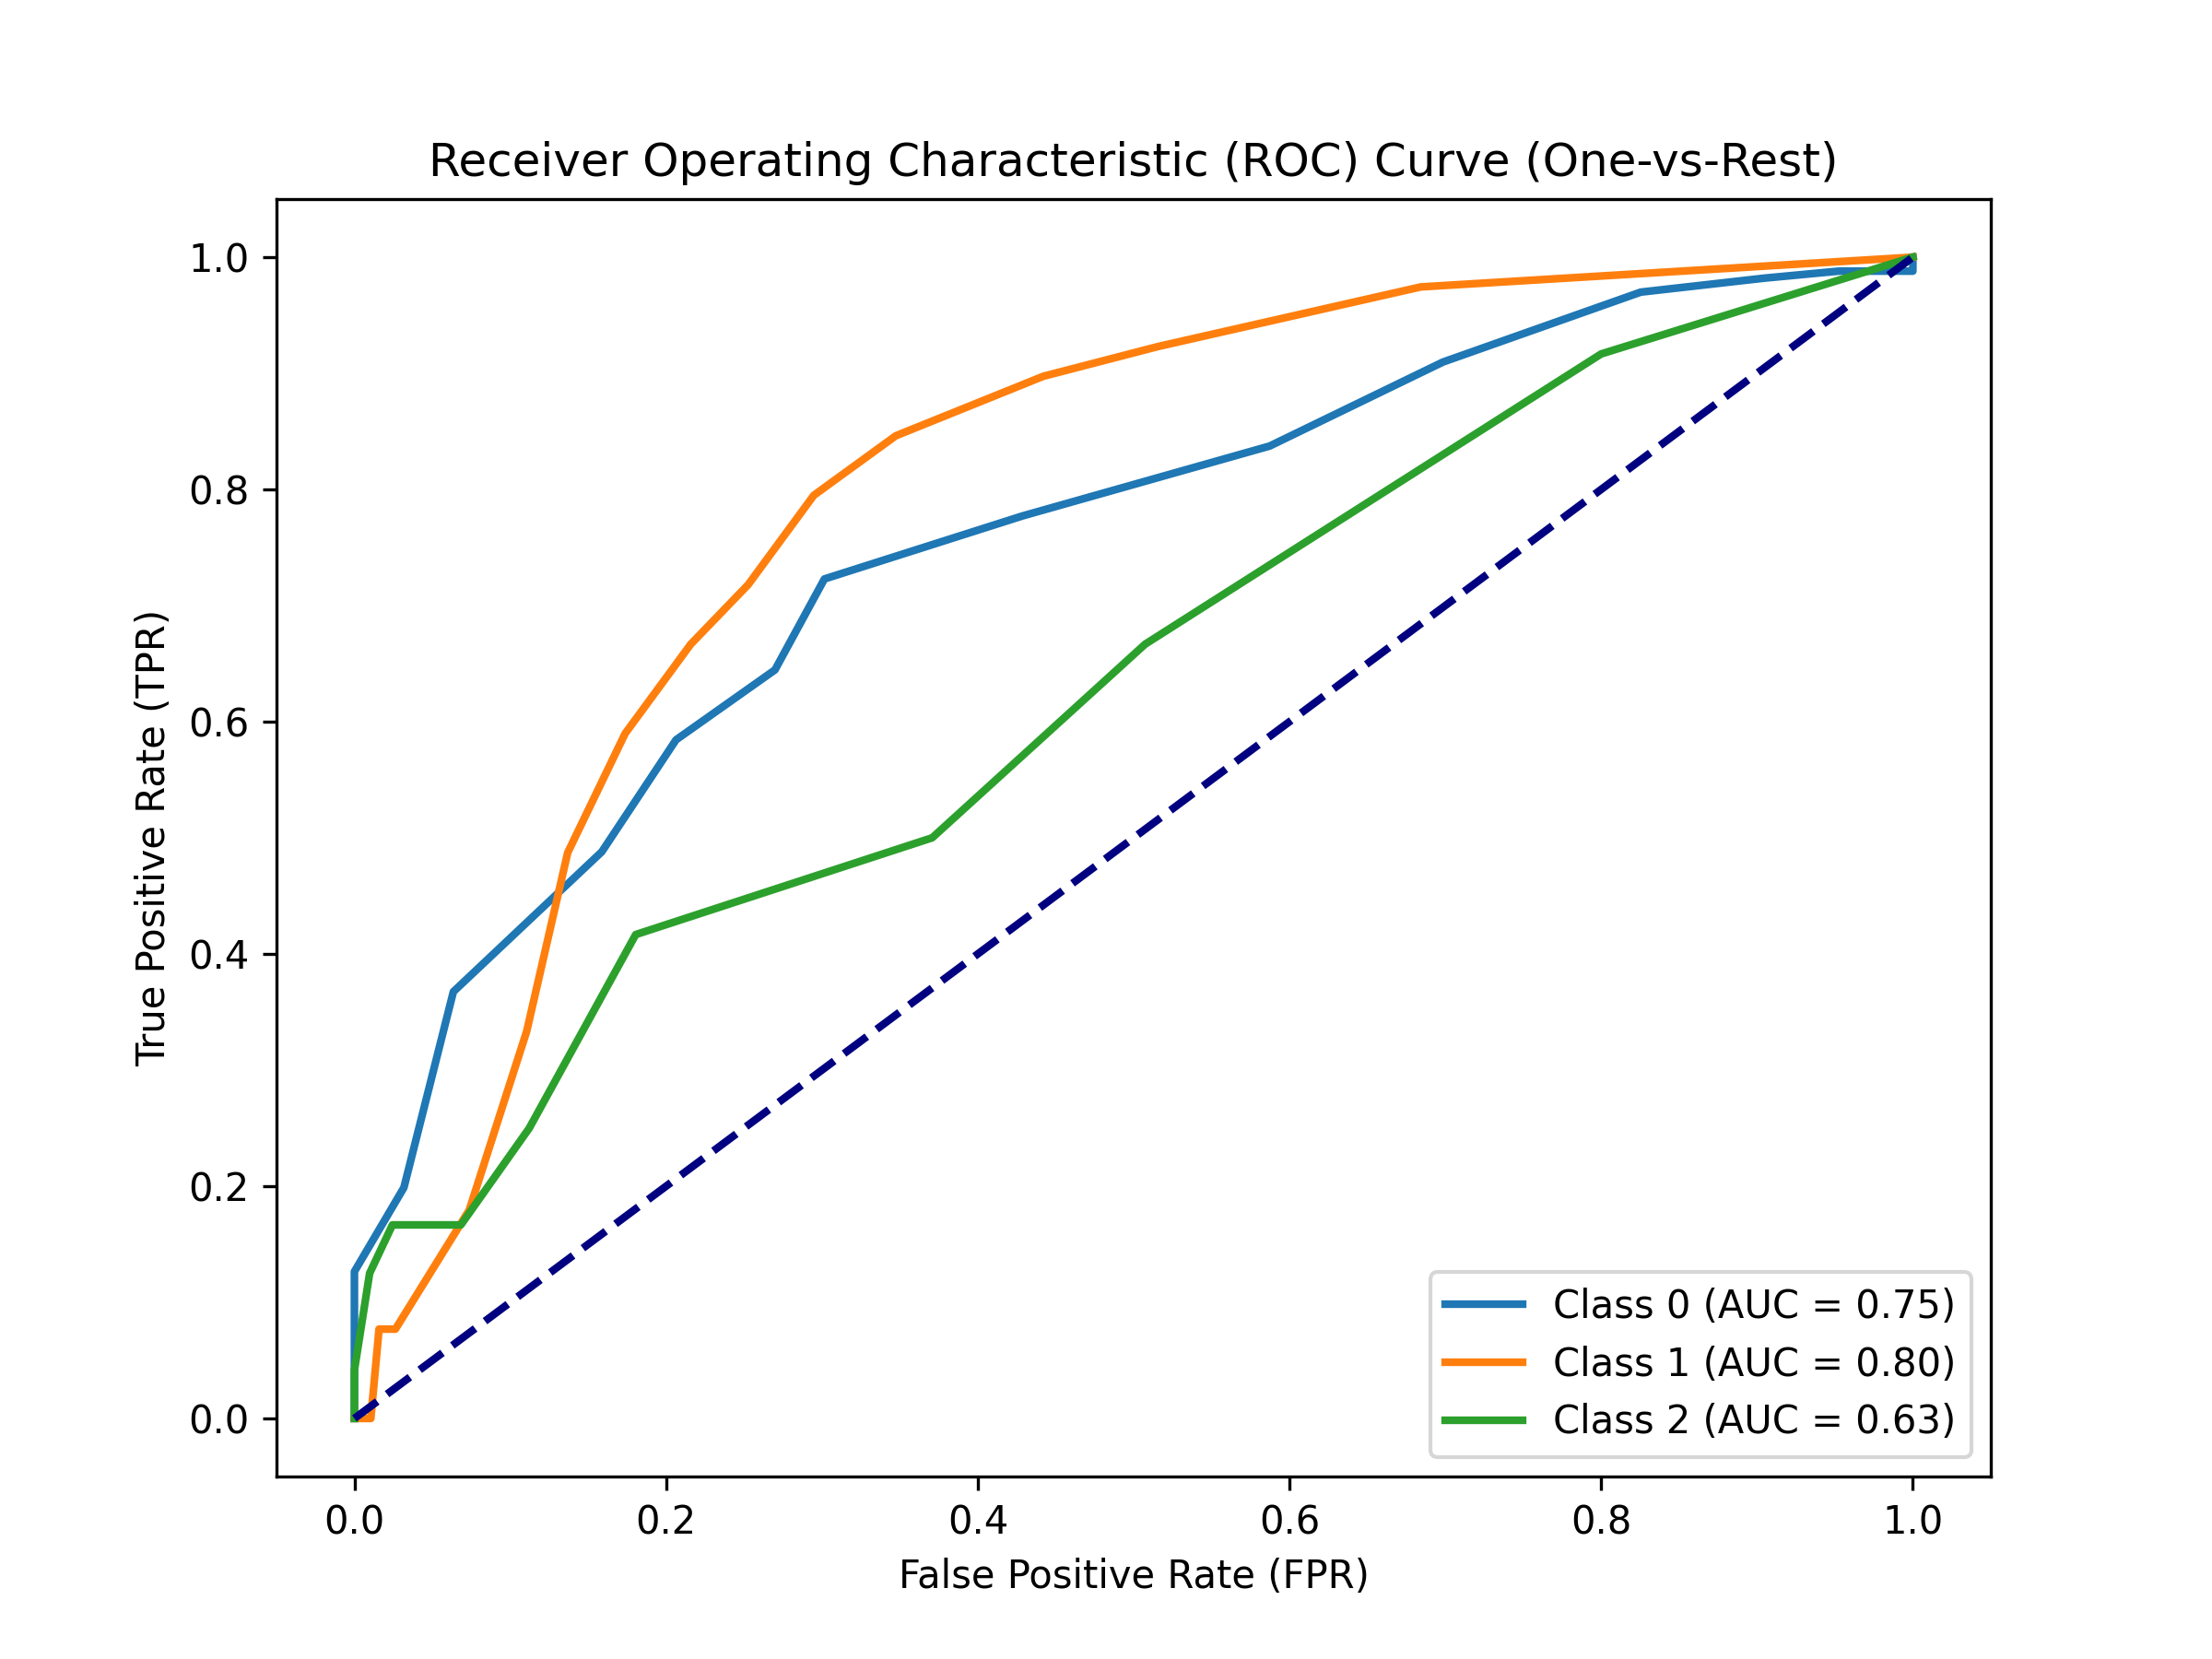 Receiver Operating Characteristic (ROC) Curve (One-vs-Rest)
True Positive Rate (TPR)
1.0
0.8
0.6
0.4
0.2
0.0
Class 0 (AUC = 0.75)
Class 1 (AUC = 0.80)
Class 2 (AUC = 0.63)
0.0 0.2 0.4 0.6 0.8 1.0
False Positive Rate (FPR)